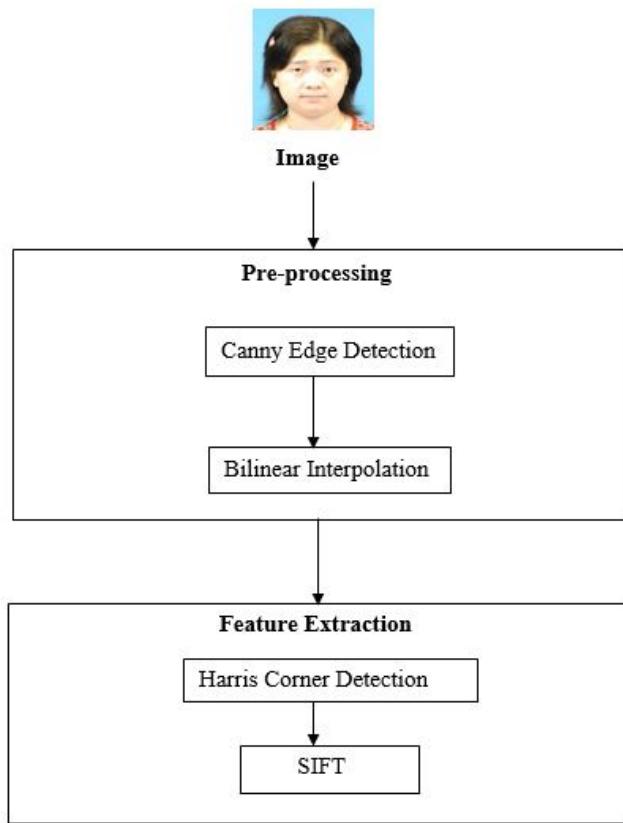 Image
Pre-processing
Canny Edge Detection
Bilinear Interpolation
Feature Extraction
Harris Corner Detection
SIFT